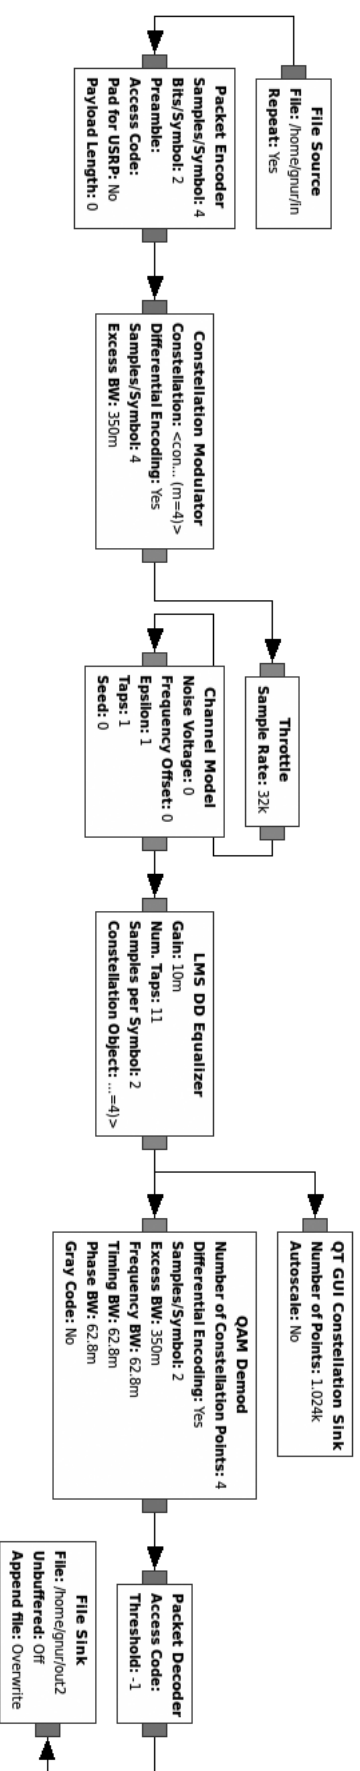 File Source
File: /home/gnur/in
Repeat: Yes
Packet Encoder
Samples/Symbol: 4
Bits/Symbol: 2
Preamble:
Access Code:
Pad for USRP: No
Payload Length: 0
Constellation Modulator
Constellation: <con... (m=4)>
Differential Encoding: Yes
Samples/Symbol: 4
Excess BW: 350m
Throttle
Sample Rate: 32k
Channel Model
Noise Voltage: 0
Frequency Offset: 0
Epsilon: 1
Taps: 1
Seed: 0
LMS DD Equalizer
Gain: 10m
Num. Taps: 11
Samples per Symbol: 2
Constellation Object: ...=4)>
QT GUI Constellation Sink
Number of Points: 1.024k
Autoscale: No
QAM Demod
Number of Constellation Points: 4
Differential Encoding: Yes
Samples/Symbol: 2
Excess BW: 350m
Frequency BW: 62.8m
Timing BW: 62.8m
Phase BW: 62.8m
Gray Code: No
Packet Decoder
Access Code:
Threshold: -1
File Sink
File: /home/gnur/out2
Unbuffered: Off
Append file: Overwrite